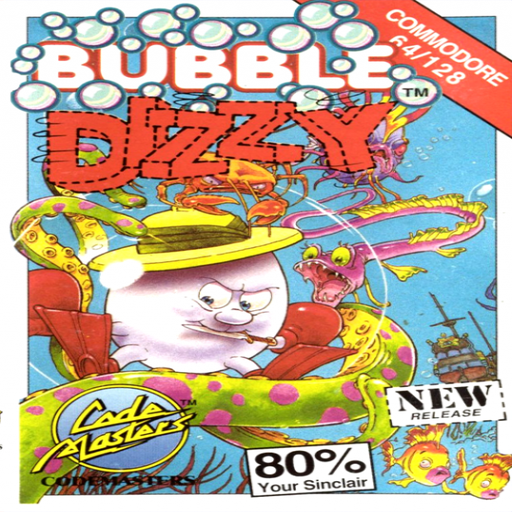 BUBBLE
DIZZY
TM
COMMODORE
64/128
Code
Masters
TM
CODEMASTERS
NEW
RELEASE
80%
Your Sinclair